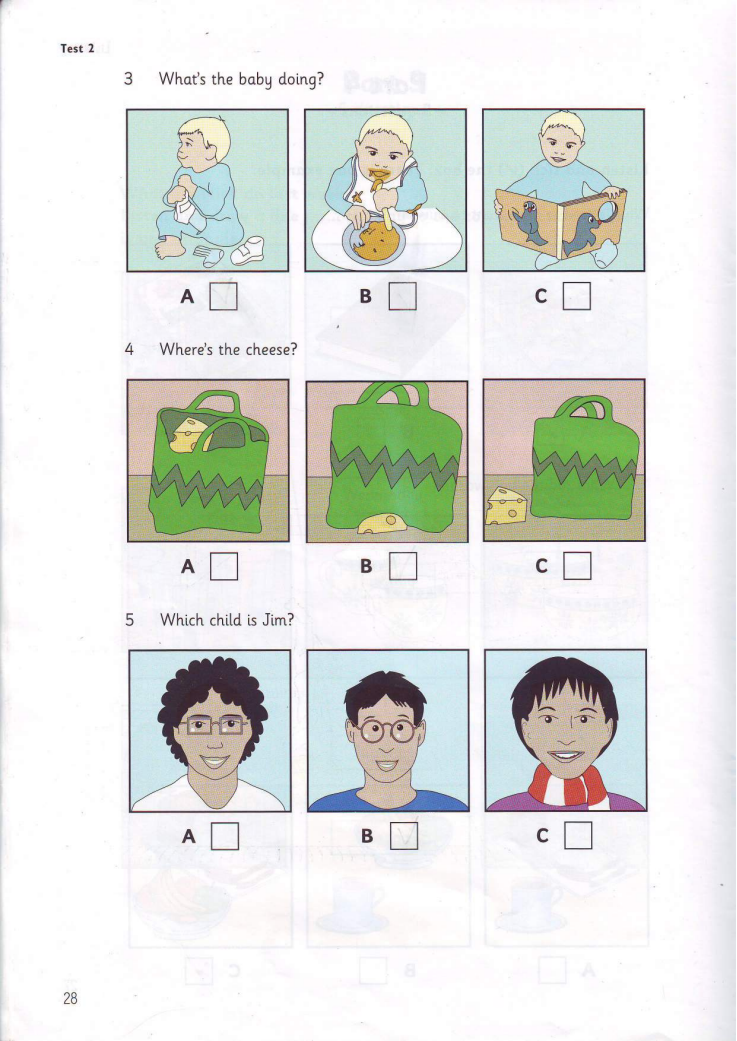 Test 2
3 What's the baby doing?
A B C
4 Where's the cheese?
A B C
5 Which child is Jim?
A B C
28